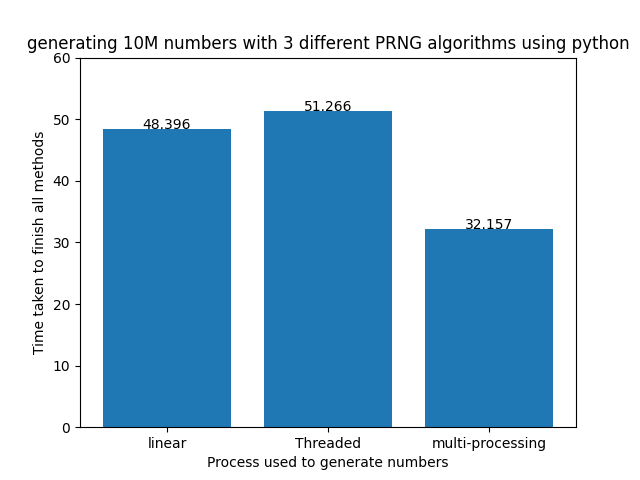 generating 10M numbers with 3 different PRNG algorithms using python
60
50
40
30
20
10
0
Time taken to finish all methods
48.396
51.266
32.157
linear
Threaded
multi-processing
Process used to generate numbers